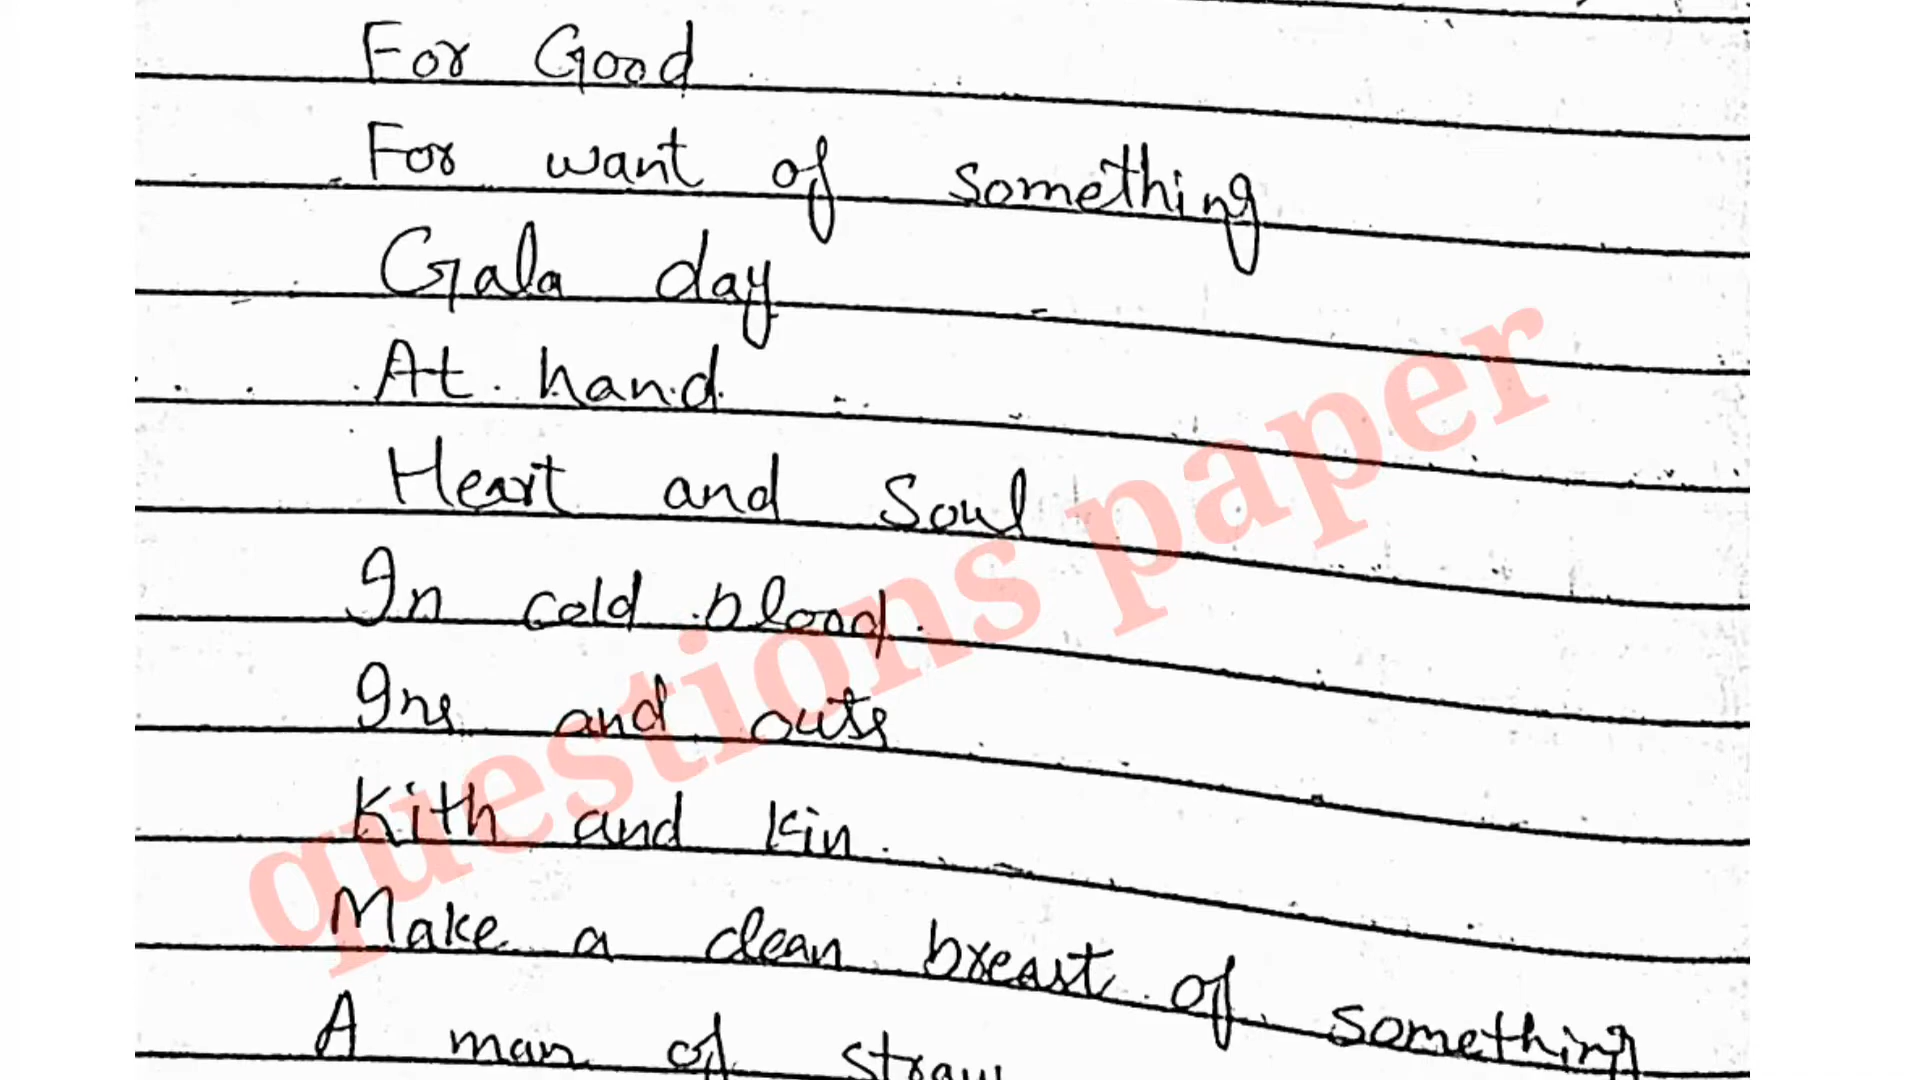 For Good
For want of something
Gala day
At hand
Heart and Soul
In cold blood.
Ins and outs
Kith and kin
Make a clean breast of something
A man of straw
questions paper